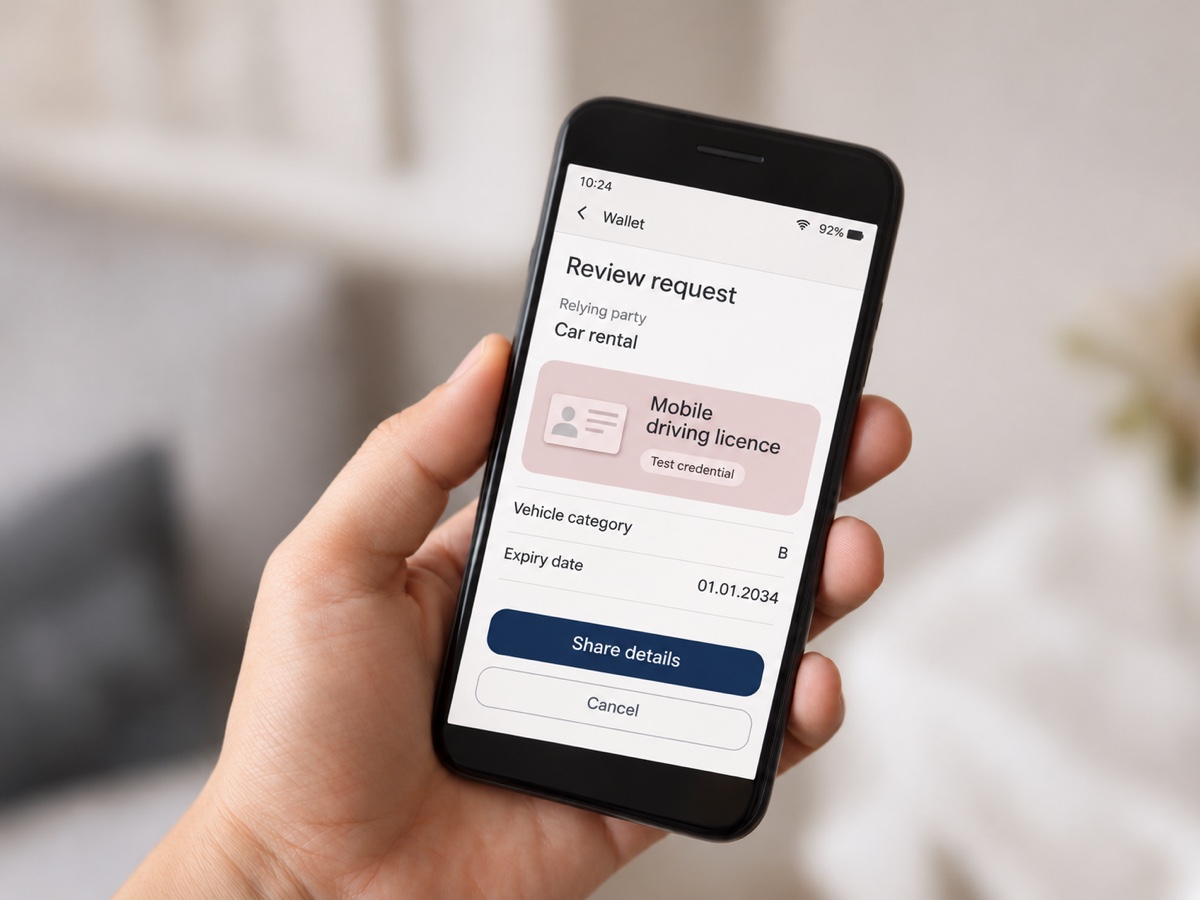 10:24
92%
Wallet
Review request
Relying party
Car rental
Mobile
driving licence
Test credential
Vehicle category
B
Expiry date
01.01.2034
Share details
Cancel